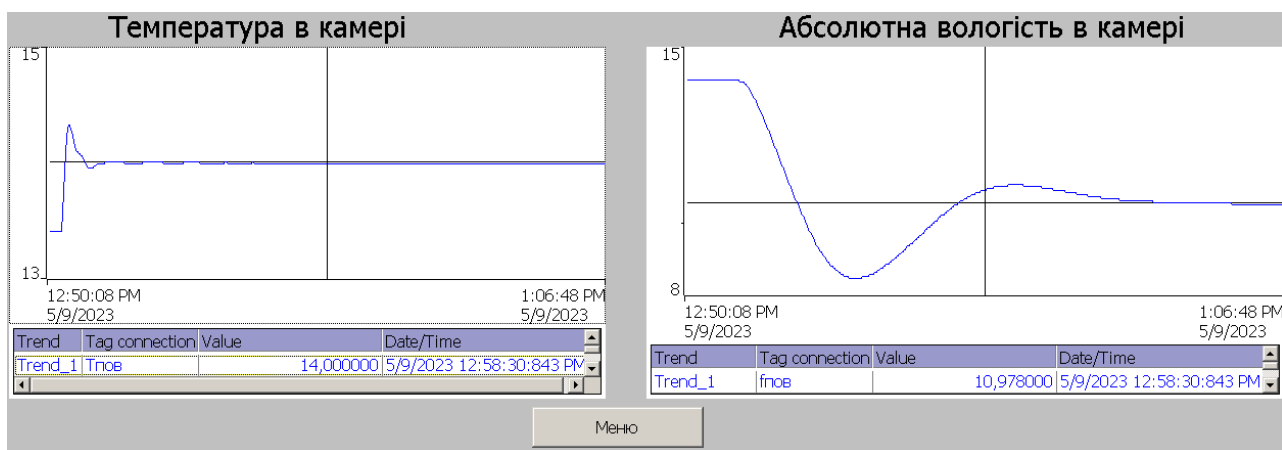 Температура в камері
15
13
12:50:08 PM
5/9/2023
1:06:48 PM
5/9/2023
Trend Tag connection Value Date/Time
Trend_1 Тпов 14,000000 5/9/2023 12:58:30:843 PM
Абсолютна вологість в камері
15
8
12:50:08 PM
5/9/2023
1:06:48 PM
5/9/2023
Trend Tag connection Value Date/Time
Trend_1 fпов 10,978000 5/9/2023 12:58:30:843 PM
Меню